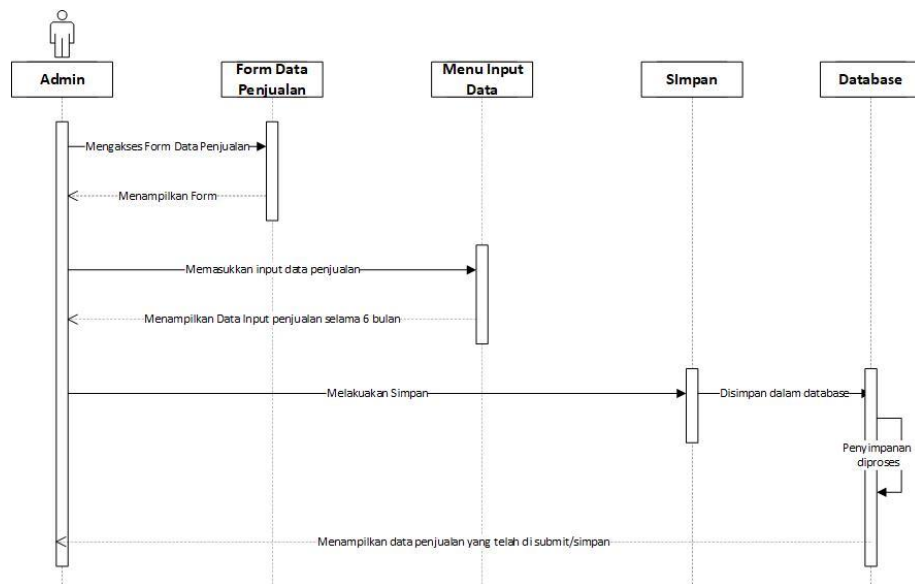 Admin
Form Data
Penjualan
Menu Input
Data
SImpan
Database
Mengakses Form Data Penjualan
Menampilkan Form
Memasukkan input data penjualan
Menampilkan Data Input penjualan selama 6 bulan
Melakuakan Simpan
Disimpan dalam database
Penyimpanan
diproses
Menampilkan data penjualan yang telah di submit/simpan